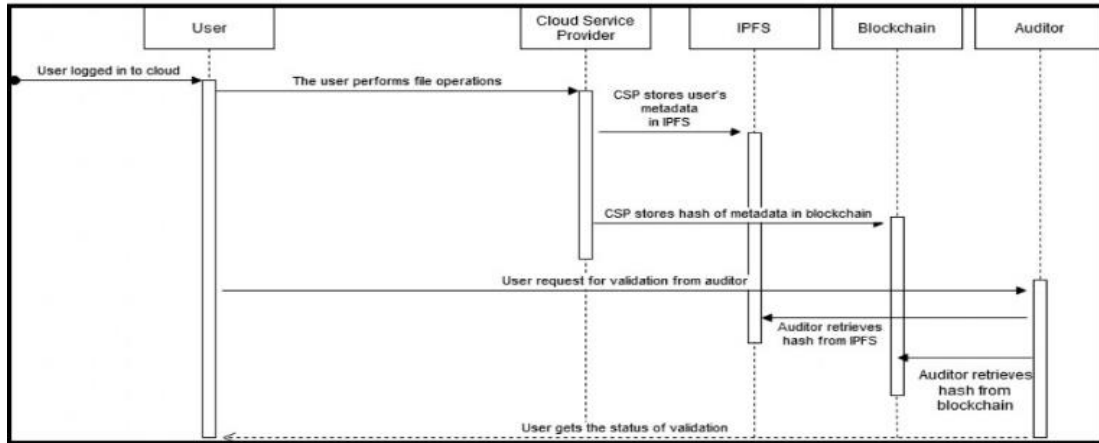 User
Cloud Service
Provider
IPFS
Blockchain
Auditor
User logged in to cloud
The user performs file operations
CSP stores user's
metadata
in IPFS
CSP stores hash of metadata in blockchain
User request for validation from auditor
Auditor retrieves
hash from IPFS
Auditor retrieves
hash from
blockchain
User gets the status of validation